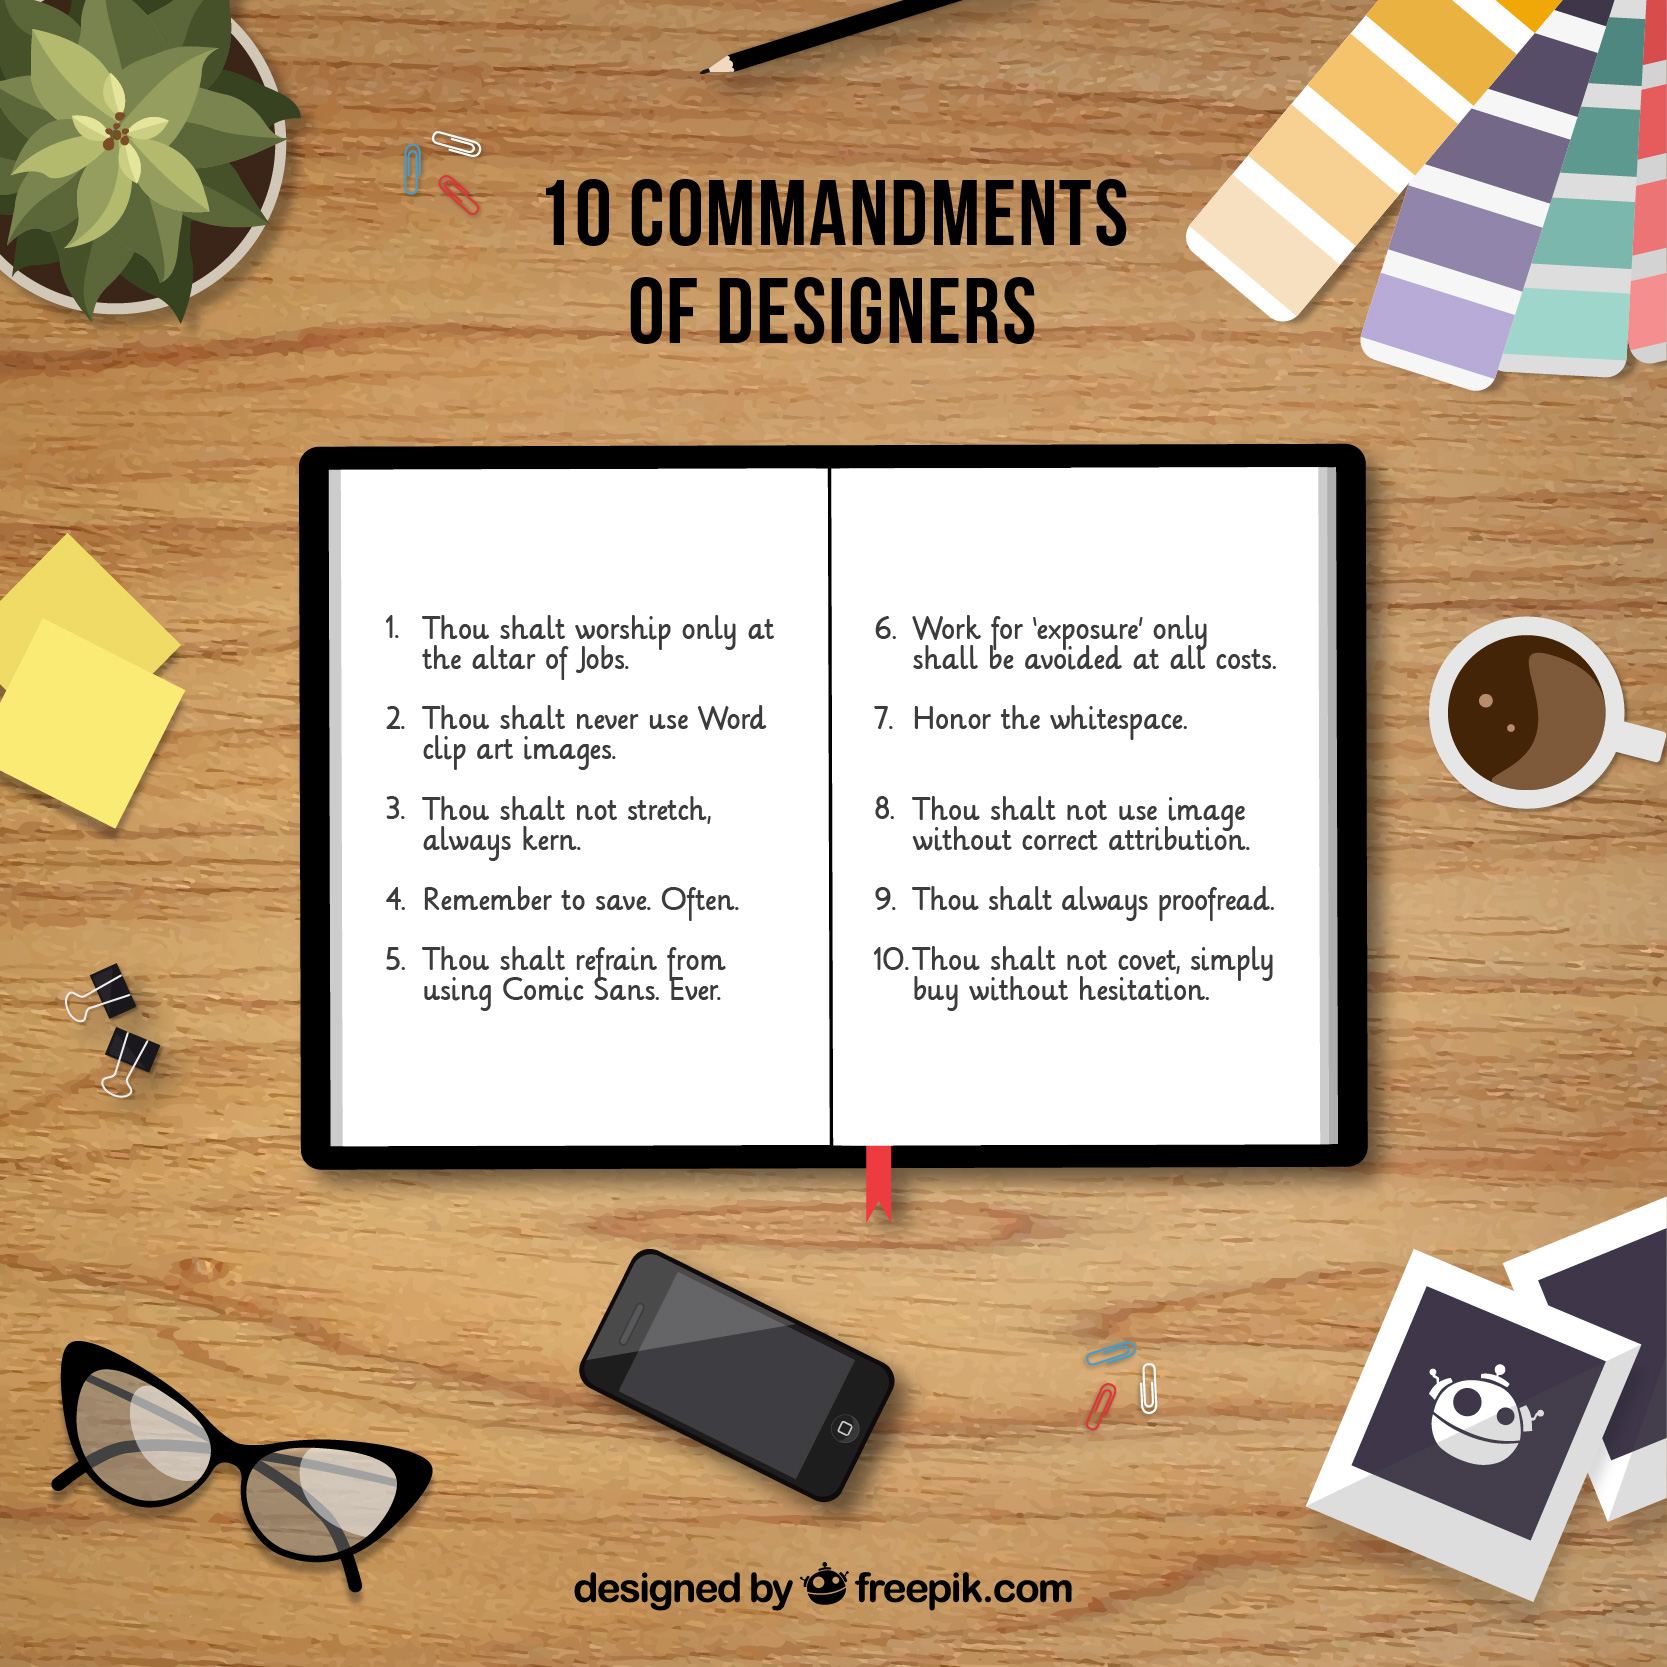 10 COMMANDMENTS
OF DESIGNERS
1. Thou shalt worship only at
the altar of Jobs.
2. Thou shalt never use Word
clip art images.
3. Thou shalt not stretch,
always kern.
4. Remember to save. Often.
5. Thou shalt refrain from
using Comic Sans. Ever.
6. Work for ‘exposure’ only
shall be avoided at all costs.
7. Honor the whitespace.
8. Thou shalt not use image
without correct attribution.
9. Thou shalt always proofread.
10. Thou shalt not covet, simply
buy without hesitation.
designed by freepik.com